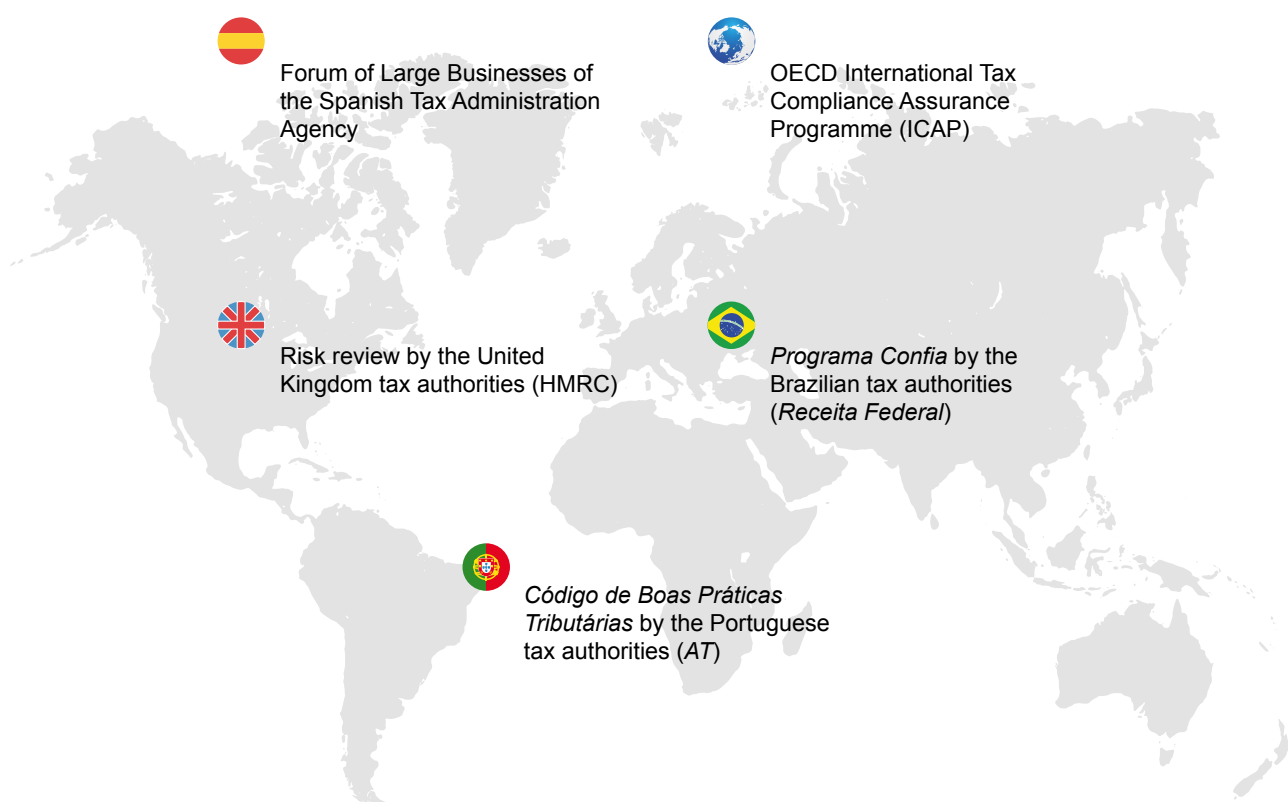 Forum of Large Businesses of
the Spanish Tax Administration
Agency
OECD International Tax
Compliance Assurance
Programme (ICAP)
Risk review by the United
Kingdom tax authorities (HMRC)
Programa Confia by the
Brazilian tax authorities
(Receita Federal)
Código de Boas Práticas
Tributárias by the Portuguese
tax authorities (AT)